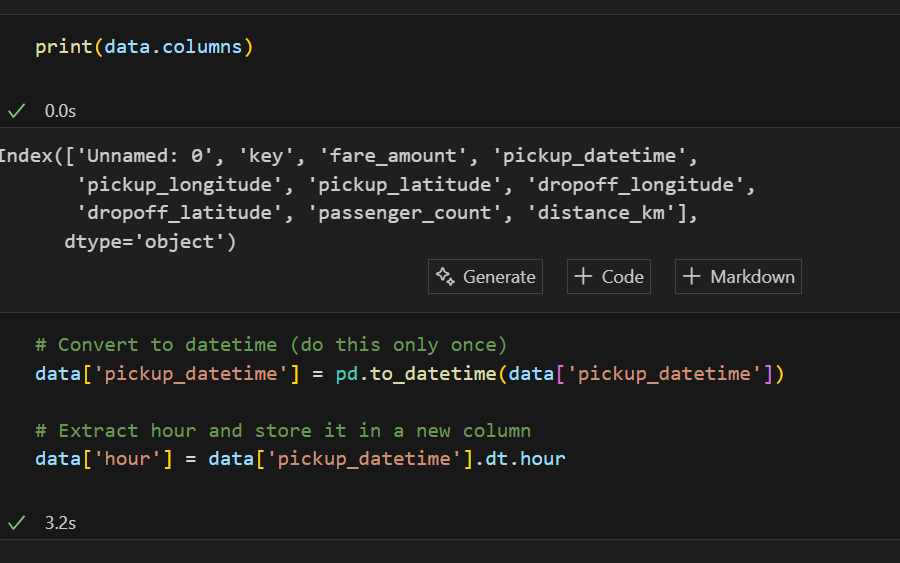 print(data.columns)
0.0s
Index(['Unnamed: 0', 'key', 'fare_amount', 'pickup_datetime',
       'pickup_longitude', 'pickup_latitude', 'dropoff_longitude',
       'dropoff_latitude', 'passenger_count', 'distance_km'],
      dtype='object')
Generate Code Markdown
# Convert to datetime (do this only once)
data['pickup_datetime'] = pd.to_datetime(data['pickup_datetime'])
# Extract hour and store it in a new column
data['hour'] = data['pickup_datetime'].dt.hour
3.2s